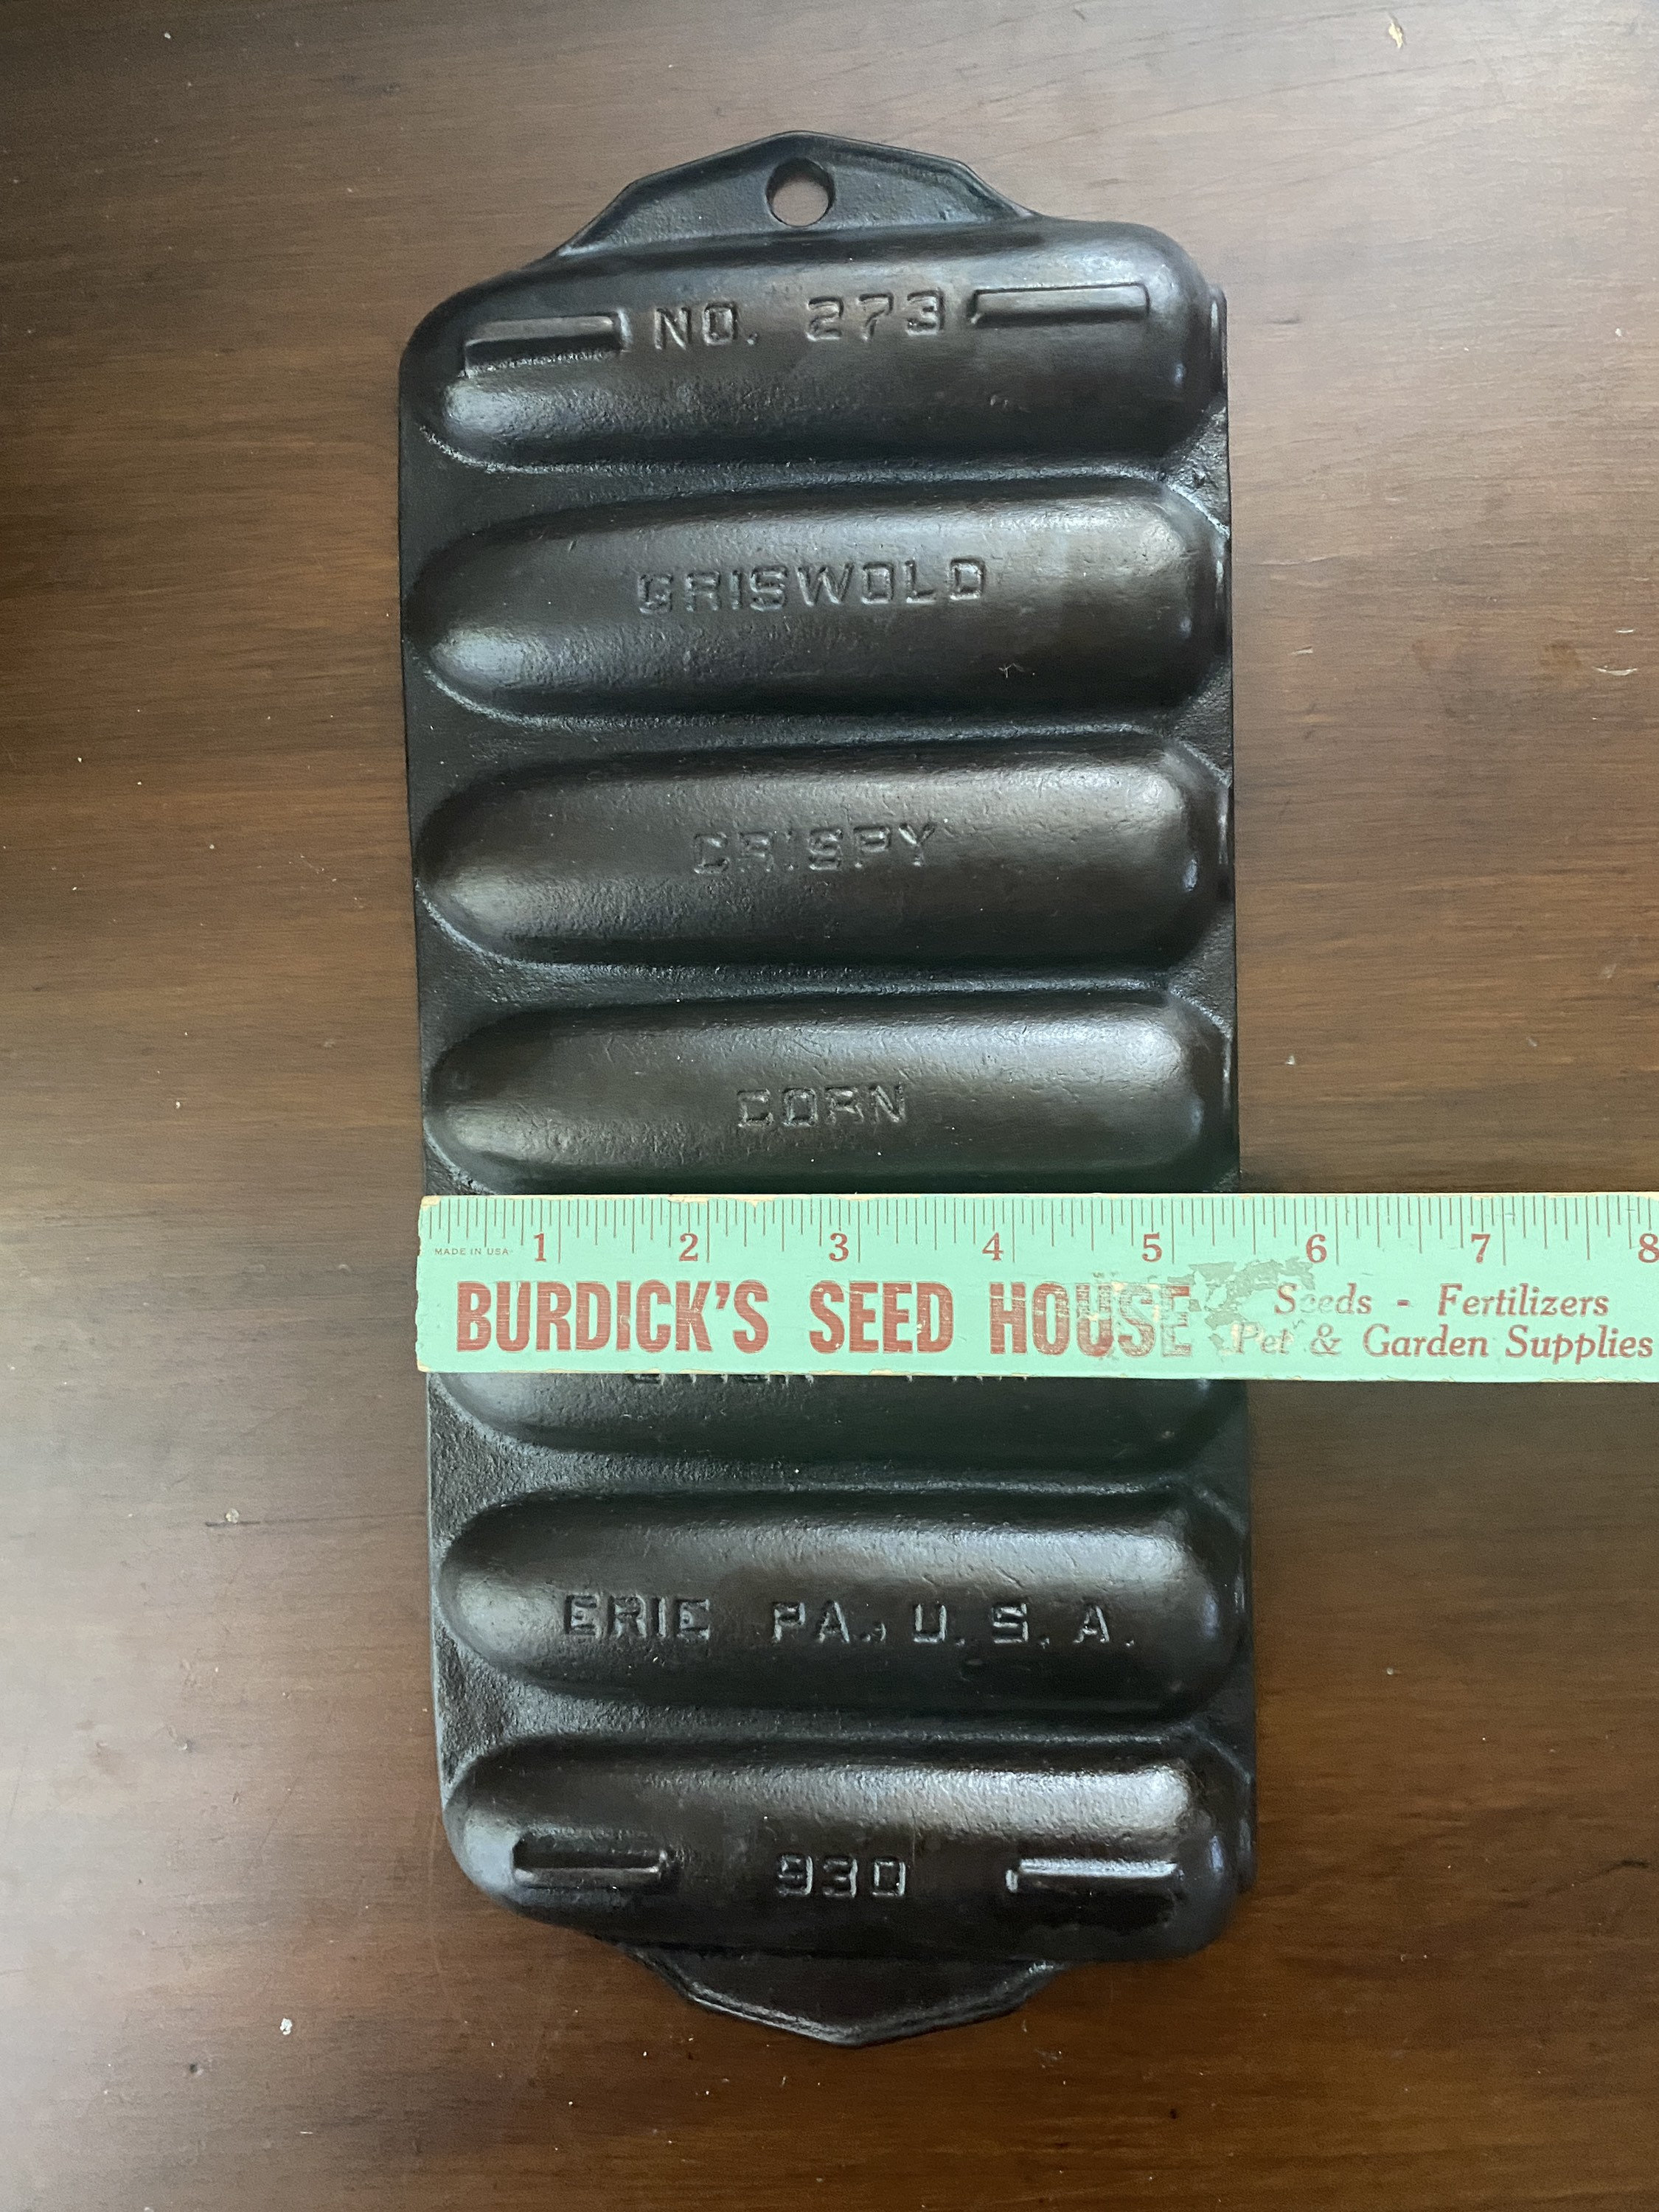 NO. 273
GRISWOLD
CRISPY
CORN
1 2 3 4 5 6 7 8
MADE IN USA
BURDICK'S SEED HOUSE
Seeds - Fertilizers
Pet & Garden Supplies
ERIE PA., U.S.A.
930